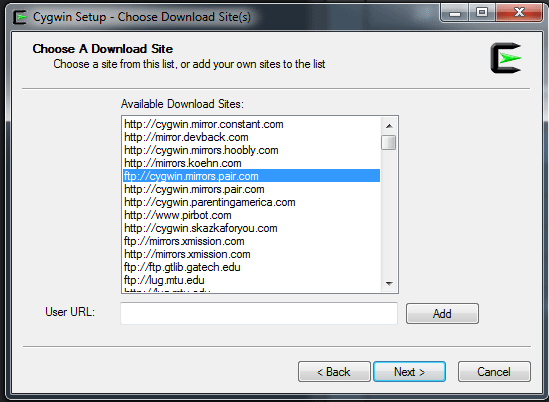 Cygwin Setup - Choose Download Site(s)
Choose A Download Site
Choose a site from this list, or add your own sites to the list
Available Download Sites:
http://cygwin.mirror.constant.com
http://mirror.devback.com
http://cygwin.mirrors.hoobly.com
http://mirrors.koehn.com
ftp://cygwin.mirrors.pair.com
http://cygwin.mirrors.pair.com
http://cygwin.parentingamerica.com
http://www.pirbot.com
http://cygwin.skazkaforyou.com
ftp://mirrors.xmission.com
http://mirrors.xmission.com
ftp://ftp.gtlib.gatech.edu
ftp://lug.mtu.edu
http://lug.mtu.edu
User URL:
Add
< Back
Next >
Cancel